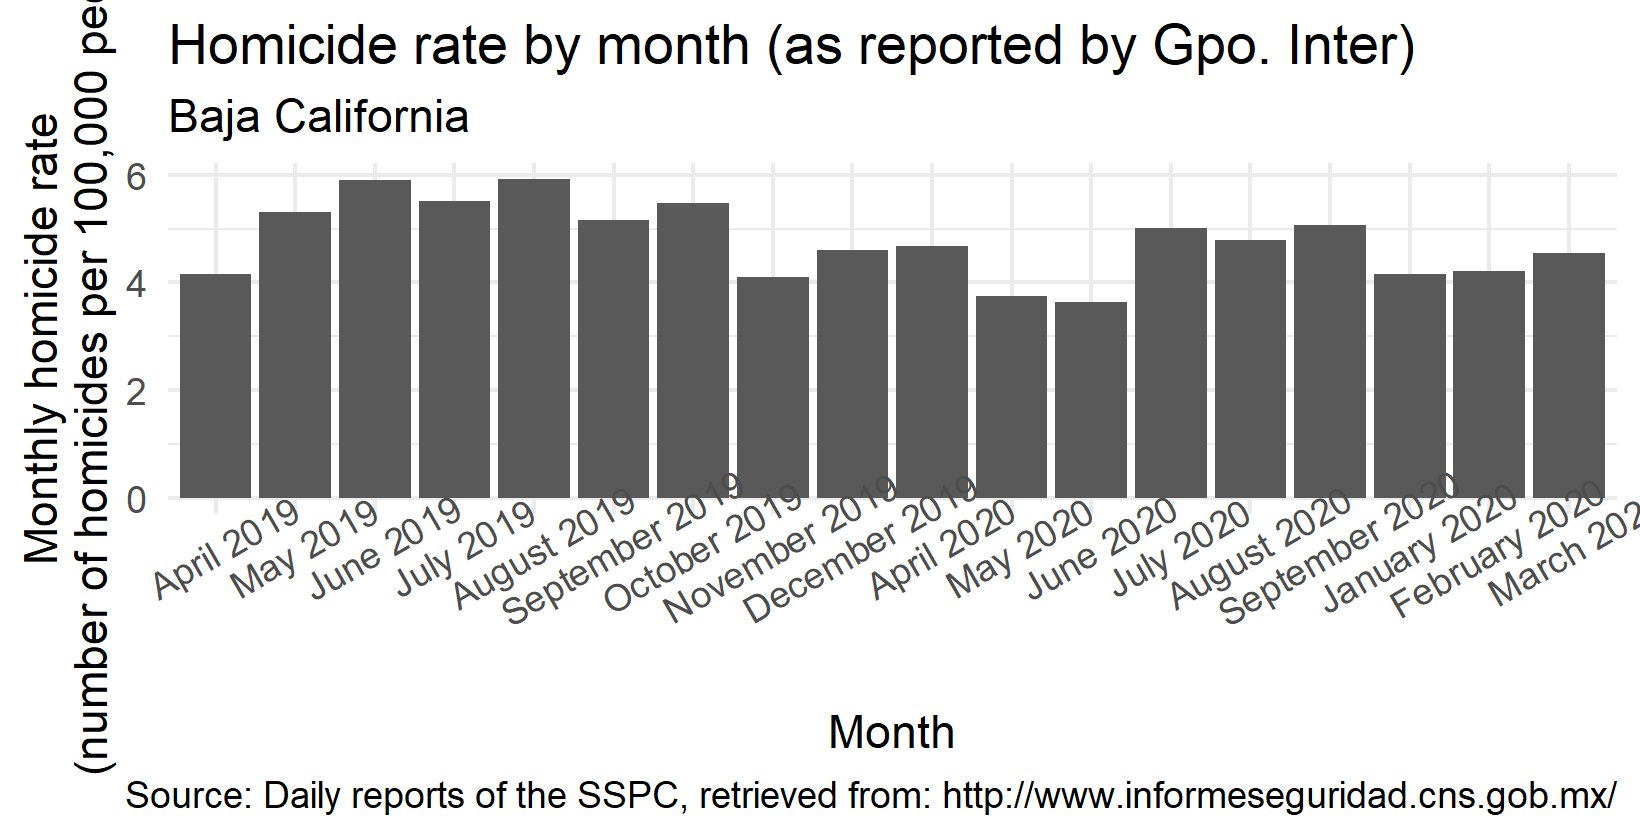 Homicide rate by month (as reported by Gpo. Inter)
Baja California
Monthly homicide rate
(number of homicides per 100,000
6
4
2
0
April 2019
May 2019
June 2019
July 2019
August 2019
September 2019
October 2019
November 2019
December 2019
April 2020
May 2020
June 2020
July 2020
August 2020
September 2020
January 2020
February 2020
March
Month
Source: Daily reports of the SSPC, retrieved from: http://www.informeseguridad.cns.gob.mx/